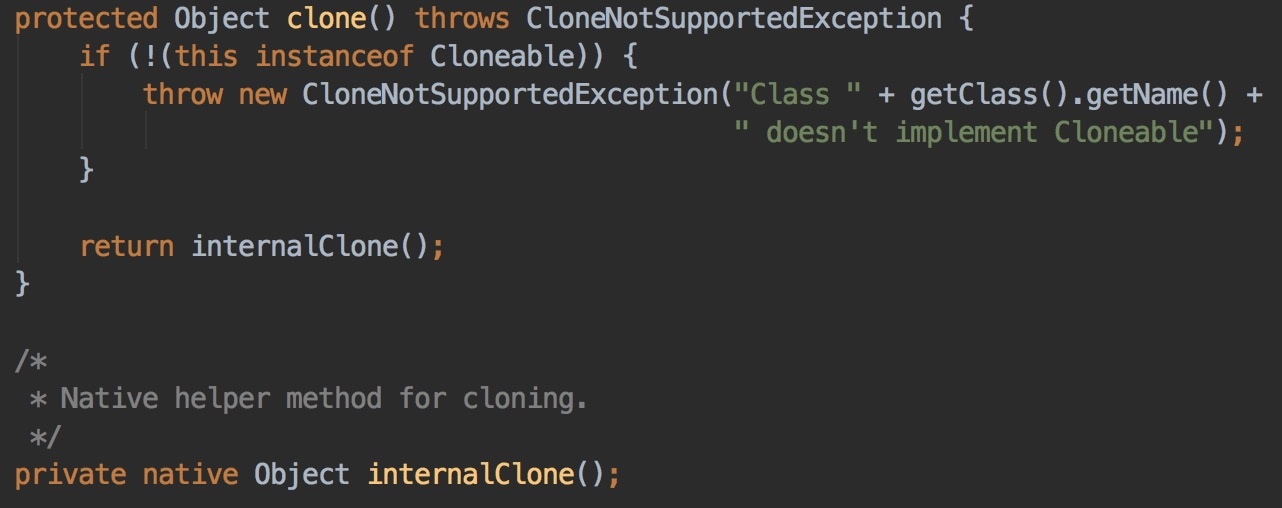 protected Object clone() throws CloneNotSupportedException {
    if (!(this instanceof Cloneable)) {
        throw new CloneNotSupportedException("Class " + getClass().getName() +
                                             " doesn't implement Cloneable");
    }

    return internalClone();
}

/*
 * Native helper method for cloning.
 */
private native Object internalClone();